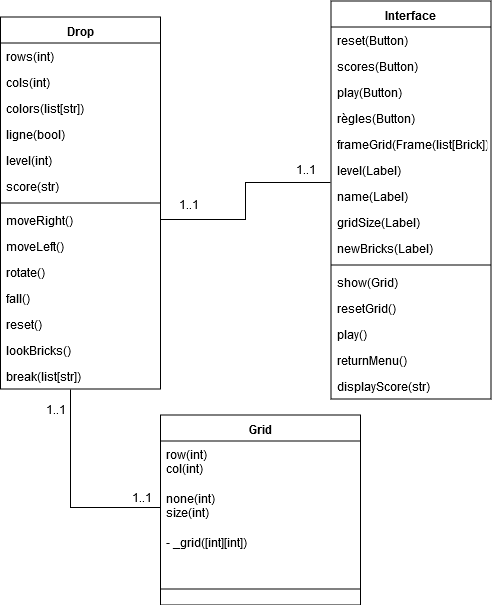 Drop
rows(int)
cols(int)
colors(list[str])
ligne(bool)
level(int)
score(str)
moveRight()
moveLeft()
rotate()
fall()
reset()
lookBricks()
break(list[str])
1..1
1..1
Interface
reset(Button)
scores(Button)
play(Button)
règles(Button)
frameGrid(Frame(list[Brick])
level(Label)
name(Label)
gridSize(Label)
newBricks(Label)
show(Grid)
resetGrid()
play()
returnMenu()
displayScore(str)
1..1
1..1
Grid
row(int)
col(int)
none(int)
size(int)
- _grid([int][int])